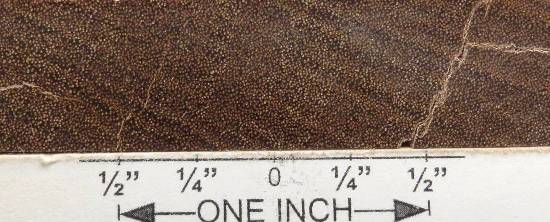 ½” ¼” 0 ¼” ½”
ONE INCH